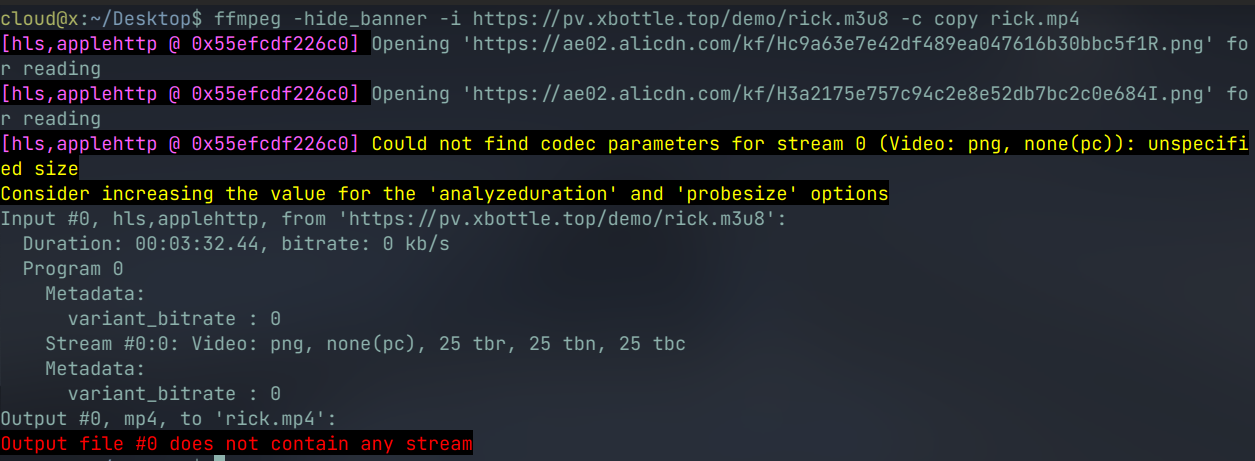 cloud@x:~/Desktop$ ffmpeg -hide_banner -i https://pv.xbottle.top/demo/rick.m3u8 -c copy rick.mp4
[hls,applehttp @ 0x55efcdf226c0] Opening 'https://ae02.alicdn.com/kf/Hc9a63e7e42df489ea047616b30bbc5f1R.png' fo
r reading
[hls,applehttp @ 0x55efcdf226c0] Opening 'https://ae02.alicdn.com/kf/H3a2175e757c94c2e8e52db7bc2c0e684I.png' fo
r reading
[hls,applehttp @ 0x55efcdf226c0] Could not find codec parameters for stream 0 (Video: png, none(pc)): unspecifi
ed size
Consider increasing the value for the 'analyzeduration' and 'probesize' options
Input #0, hls,applehttp, from 'https://pv.xbottle.top/demo/rick.m3u8':
  Duration: 00:03:32.44, bitrate: 0 kb/s
  Program 0
    Metadata:
      variant_bitrate : 0
    Stream #0:0: Video: png, none(pc), 25 tbr, 25 tbn, 25 tbc
    Metadata:
      variant_bitrate : 0
Output #0, mp4, to 'rick.mp4':
Output file #0 does not contain any stream